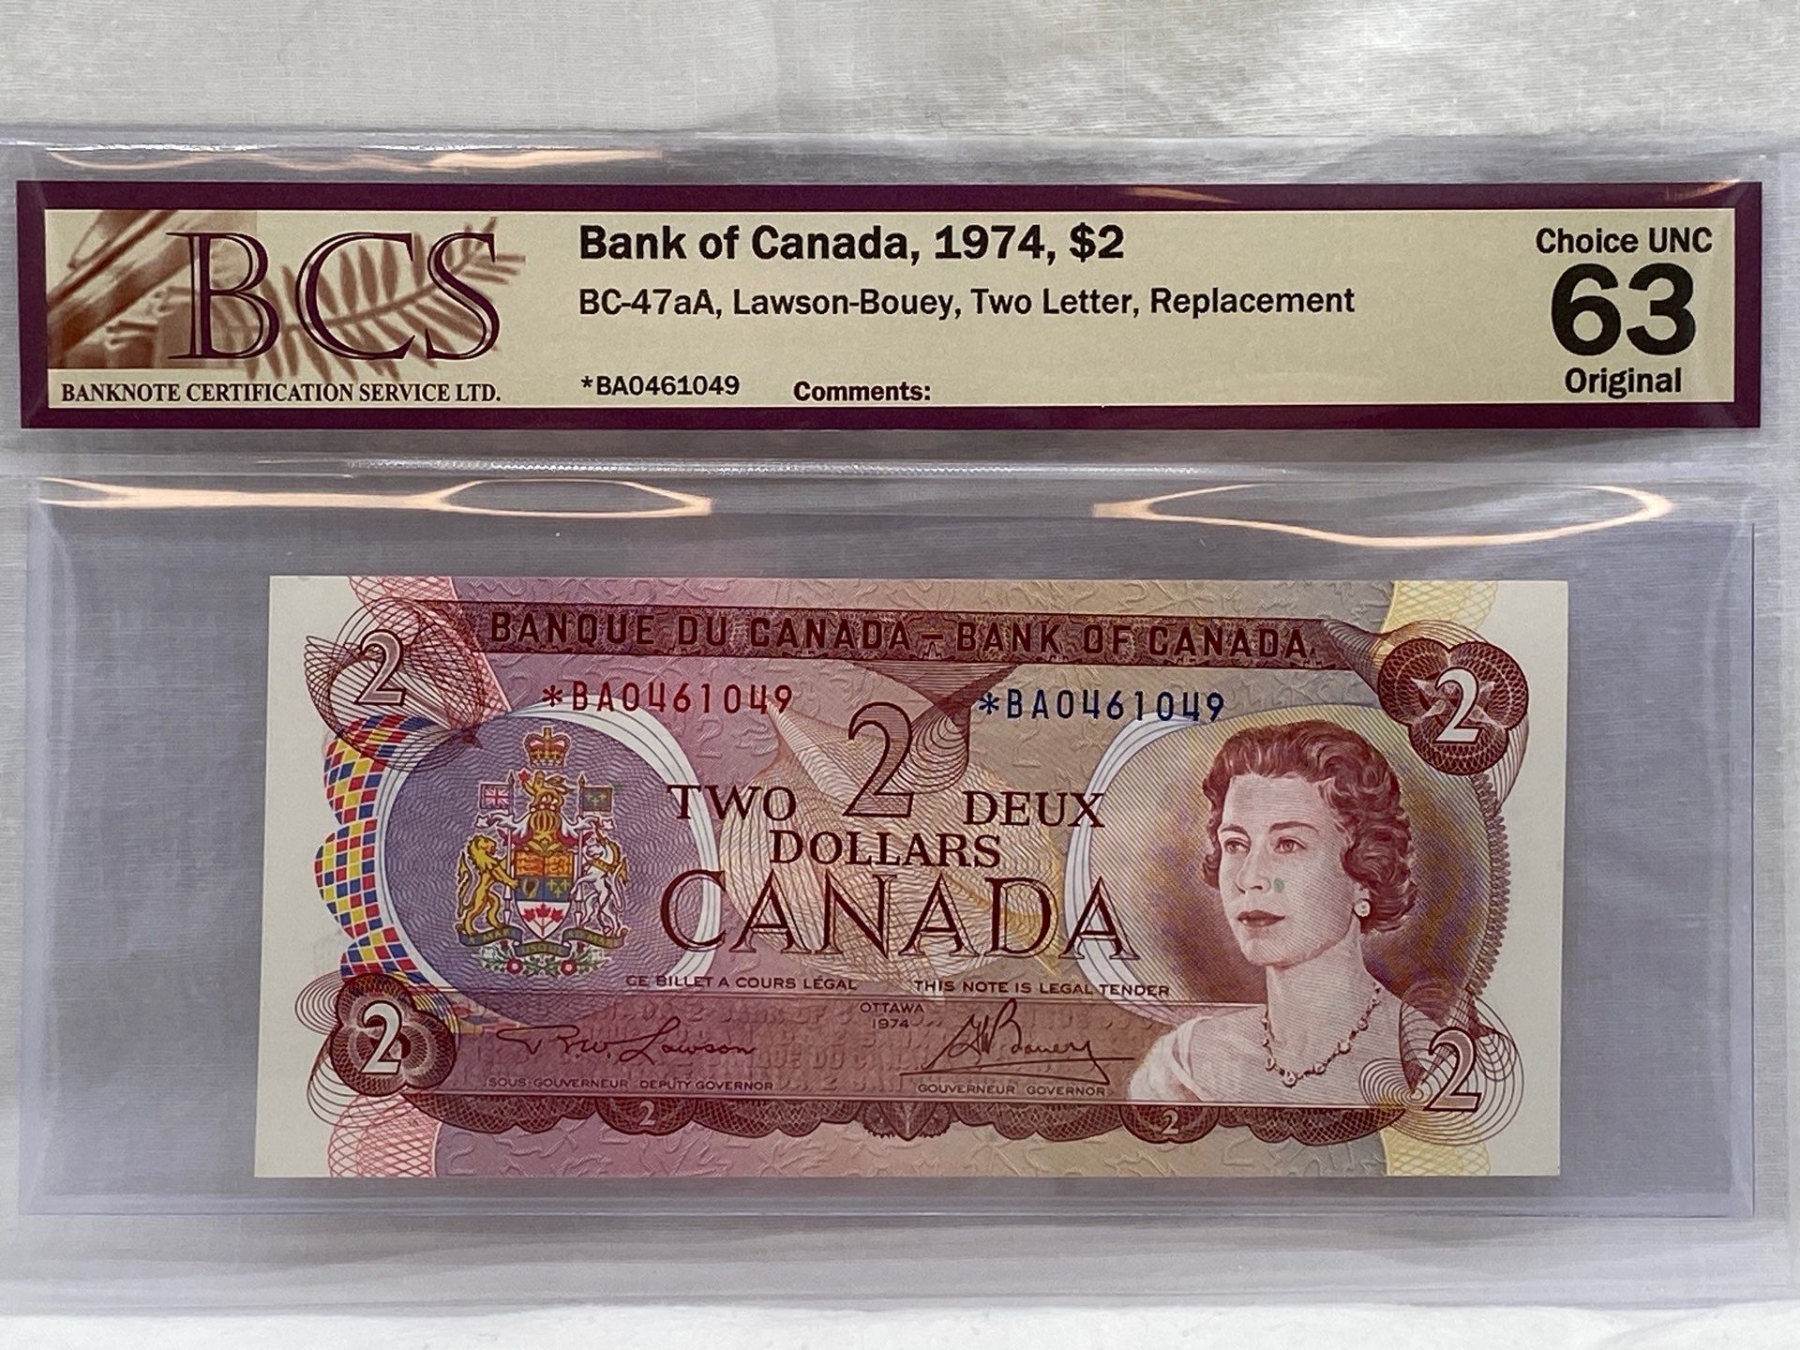 BCS
BANKNOTE CERTIFICATION SERVICE LTD.
Bank of Canada, 1974, $2
BC-47aA, Lawson-Bouey, Two Letter, Replacement
*BA0461049 Comments:
Choice UNC
63
Original
BANQUE DU CANADA – BANK OF CANADA
2 2
*BA0461049 *BA0461049
TWO 2 DEUX
DOLLARS
CANADA
CE BILLET A COURS LÉGAL THIS NOTE IS LEGAL TENDER
OTTAWA
1974
2 2
SOUS-GOUVERNEUR DEPUTY GOVERNOR GOUVERNEUR GOVERNOR
2 2